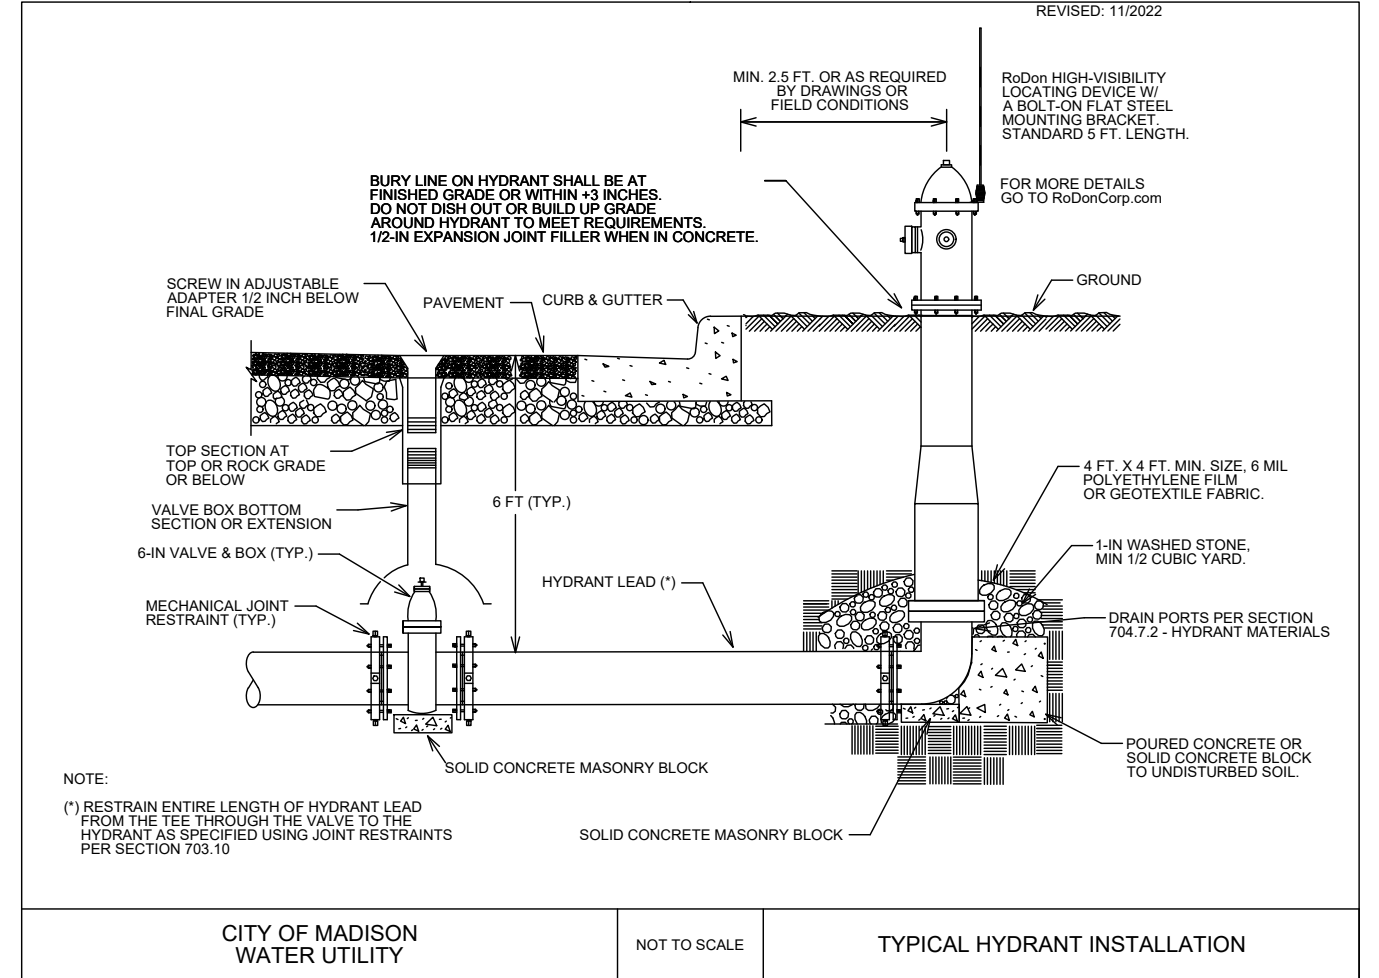 REVISED: 11/2022
MIN. 2.5 FT. OR AS REQUIRED
BY DRAWINGS OR
FIELD CONDITIONS
RoDon HIGH-VISIBILITY
LOCATING DEVICE W/
A BOLT-ON FLAT STEEL
MOUNTING BRACKET.
STANDARD 5 FT. LENGTH.
FOR MORE DETAILS
GO TO RoDonCorp.com
BURY LINE ON HYDRANT SHALL BE AT
FINISHED GRADE OR WITHIN +3 INCHES.
DO NOT DISH OUT OR BUILD UP GRADE
AROUND HYDRANT TO MEET REQUIREMENTS.
1/2-IN EXPANSION JOINT FILLER WHEN IN CONCRETE.
SCREW IN ADJUSTABLE
ADAPTER 1/2 INCH BELOW
FINAL GRADE
PAVEMENT
CURB & GUTTER
GROUND
TOP SECTION AT
TOP OR ROCK GRADE
OR BELOW
VALVE BOX BOTTOM
SECTION OR EXTENSION
6 FT (TYP.)
4 FT. X 4 FT. MIN. SIZE, 6 MIL
POLYETHYLENE FILM
OR GEOTEXTILE FABRIC.
6-IN VALVE & BOX (TYP.)
1-IN WASHED STONE,
MIN 1/2 CUBIC YARD.
HYDRANT LEAD (*)
MECHANICAL JOINT
RESTRAINT (TYP.)
DRAIN PORTS PER SECTION
704.7.2 - HYDRANT MATERIALS
POURED CONCRETE OR
SOLID CONCRETE BLOCK
TO UNDISTURBED SOIL.
SOLID CONCRETE MASONRY BLOCK
NOTE:
(*) RESTRAIN ENTIRE LENGTH OF HYDRANT LEAD
FROM THE TEE THROUGH THE VALVE TO THE
HYDRANT AS SPECIFIED USING JOINT RESTRAINTS
PER SECTION 703.10
SOLID CONCRETE MASONRY BLOCK
CITY OF MADISON
WATER UTILITY
NOT TO SCALE
TYPICAL HYDRANT INSTALLATION